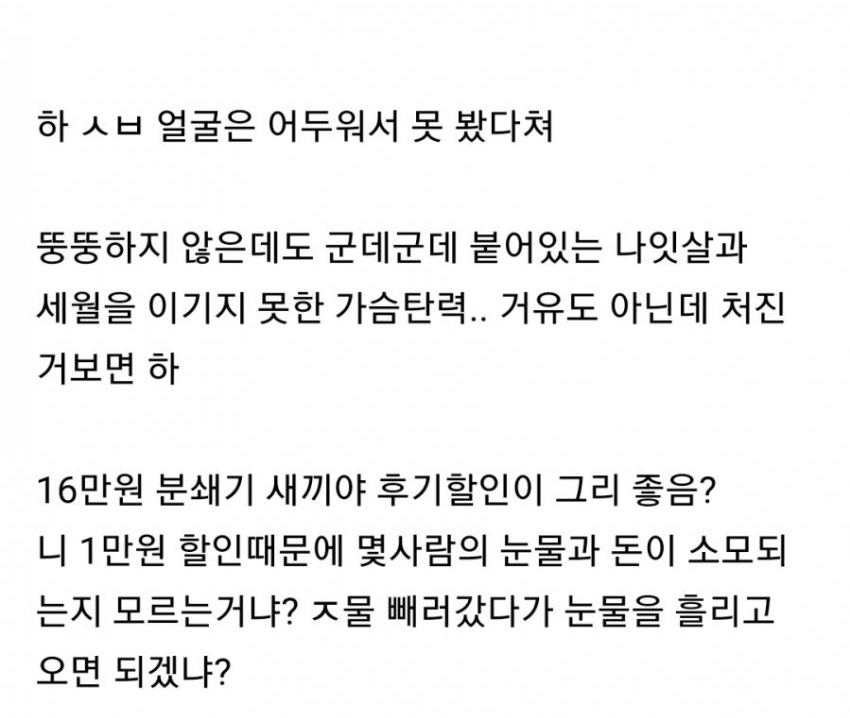 하 ㅅㅂ 얼굴은 어두워서 못 봤다쳐
뚱뚱하지 않은데도 군데군데 붙어있는 나잇살과
세월을 이기지 못한 가슴탄력.. 거유도 아닌데 처진
거보면 하
16만원 분쇄기 새끼야 후기할인이 그리 좋음?
니 1만원 할인때문에 몇사람의 눈물과 돈이 소모되
는지 모르는거냐? ㅈ물 빼러갔다가 눈물을 흘리고
오면 되겠냐?